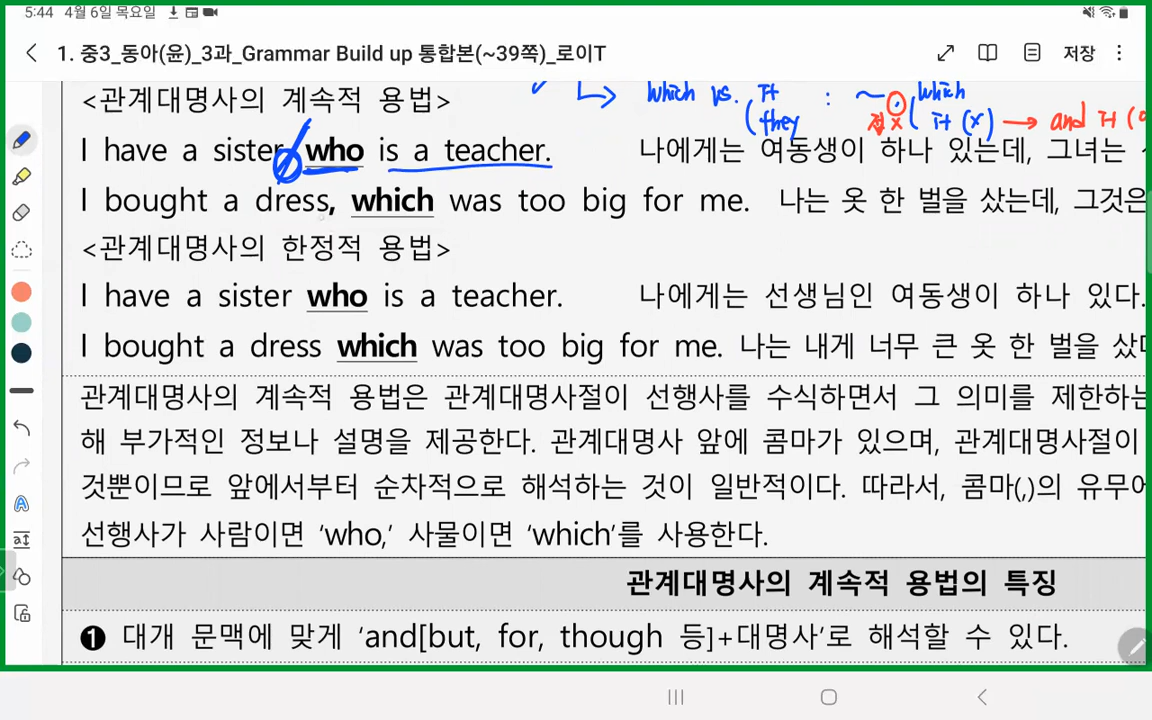 5:44 4월 6일 목요일
1. 중3_동아(윤)_3과_Grammar Build up 통합본(~39쪽)_로이T 저장
which vs. It : ~ which
they 점x it (x) → and it
<관계대명사의 계속적 용법>
I have a sister, who is a teacher. 나에게는 여동생이 하나 있는데, 그녀는
I bought a dress, which was too big for me. 나는 옷 한 벌을 샀는데, 그것은
<관계대명사의 한정적 용법>
I have a sister who is a teacher. 나에게는 선생님인 여동생이 하나 있다.
I bought a dress which was too big for me. 나는 내게 너무 큰 옷 한 벌을 샀
관계대명사의 계속적 용법은 관계대명사절이 선행사를 수식하면서 그 의미를 제한하는
해 부가적인 정보나 설명을 제공한다. 관계대명사 앞에 콤마가 있으며, 관계대명사절이
것뿐이므로 앞에서부터 순차적으로 해석하는 것이 일반적이다. 따라서, 콤마(,)의 유무에
선행사가 사람이면 ‘who,’ 사물이면 ‘which’를 사용한다.
관계대명사의 계속적 용법의 특징
❶ 대개 문맥에 맞게 ‘and[but, for, though 등]+대명사’로 해석할 수 있다.